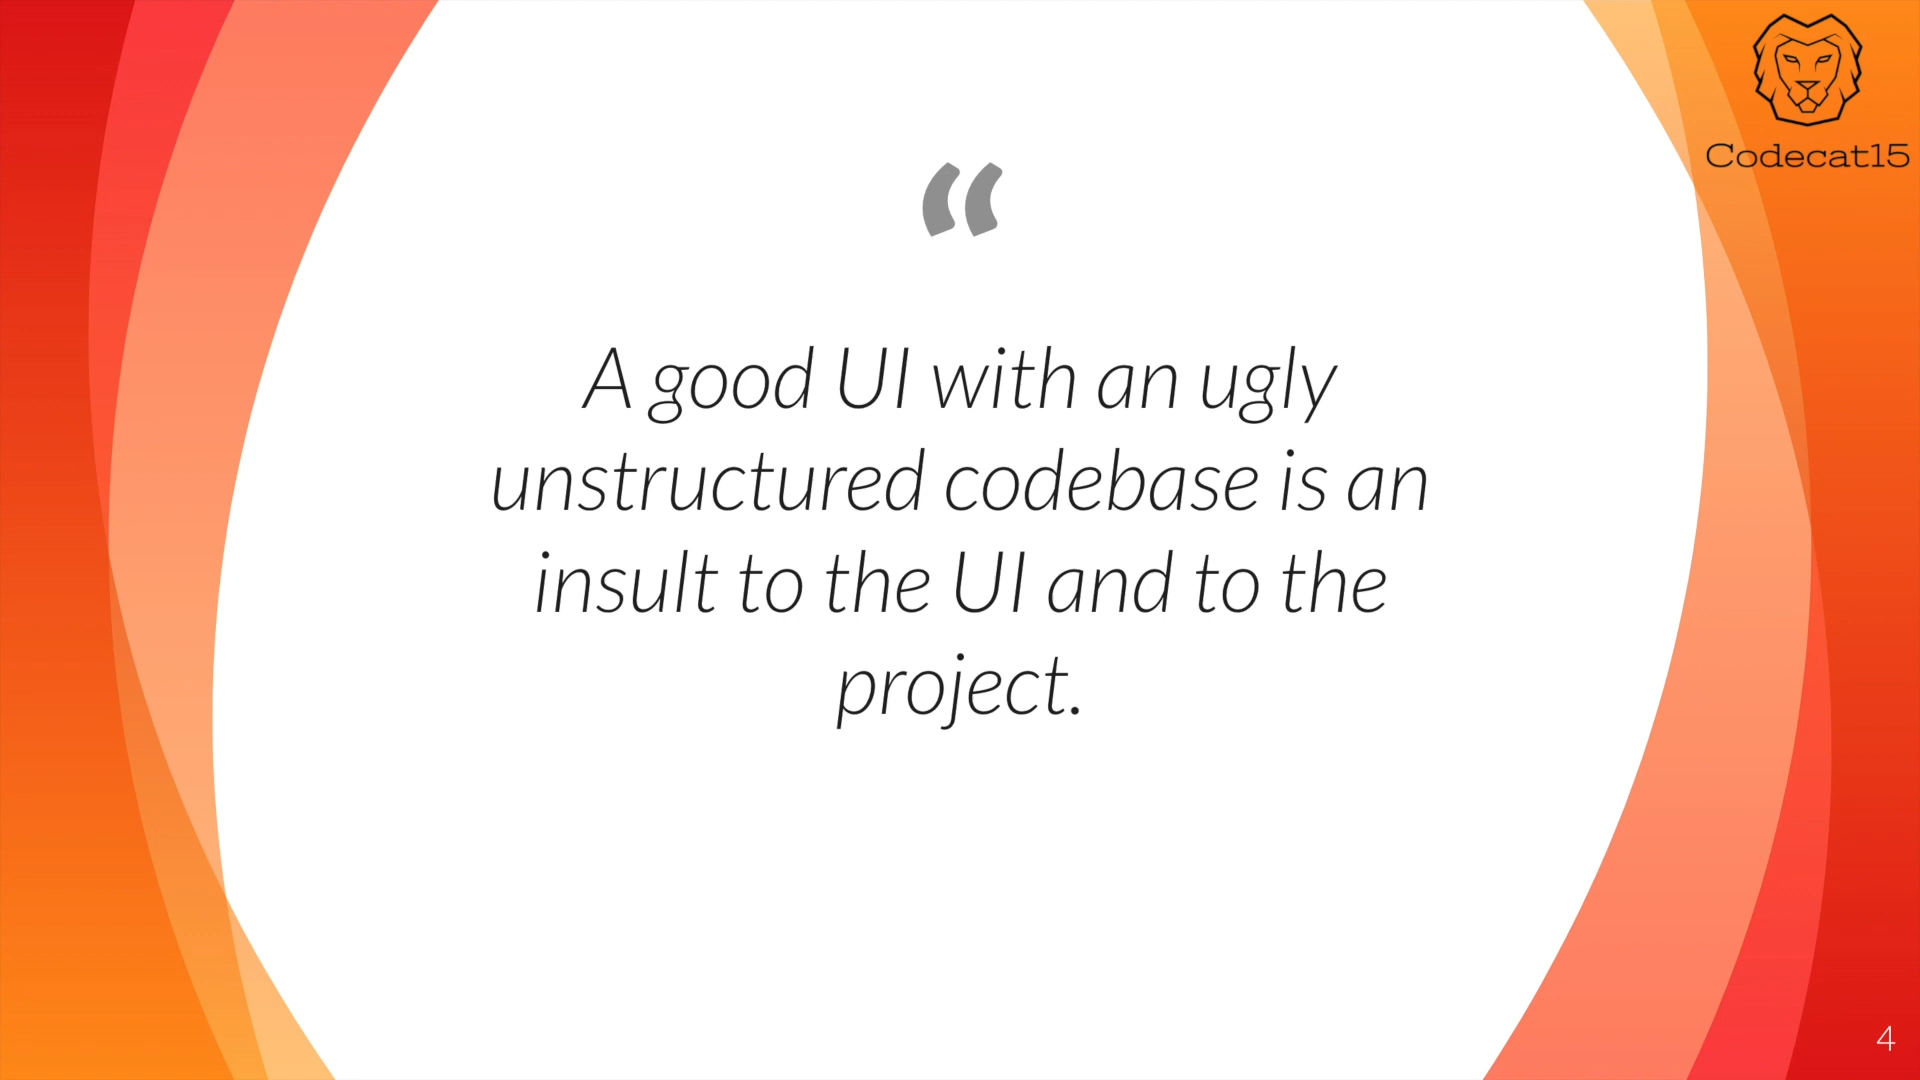 Codecat15
“
A good UI with an ugly
unstructured codebase is an
insult to the UI and to the
project.
4